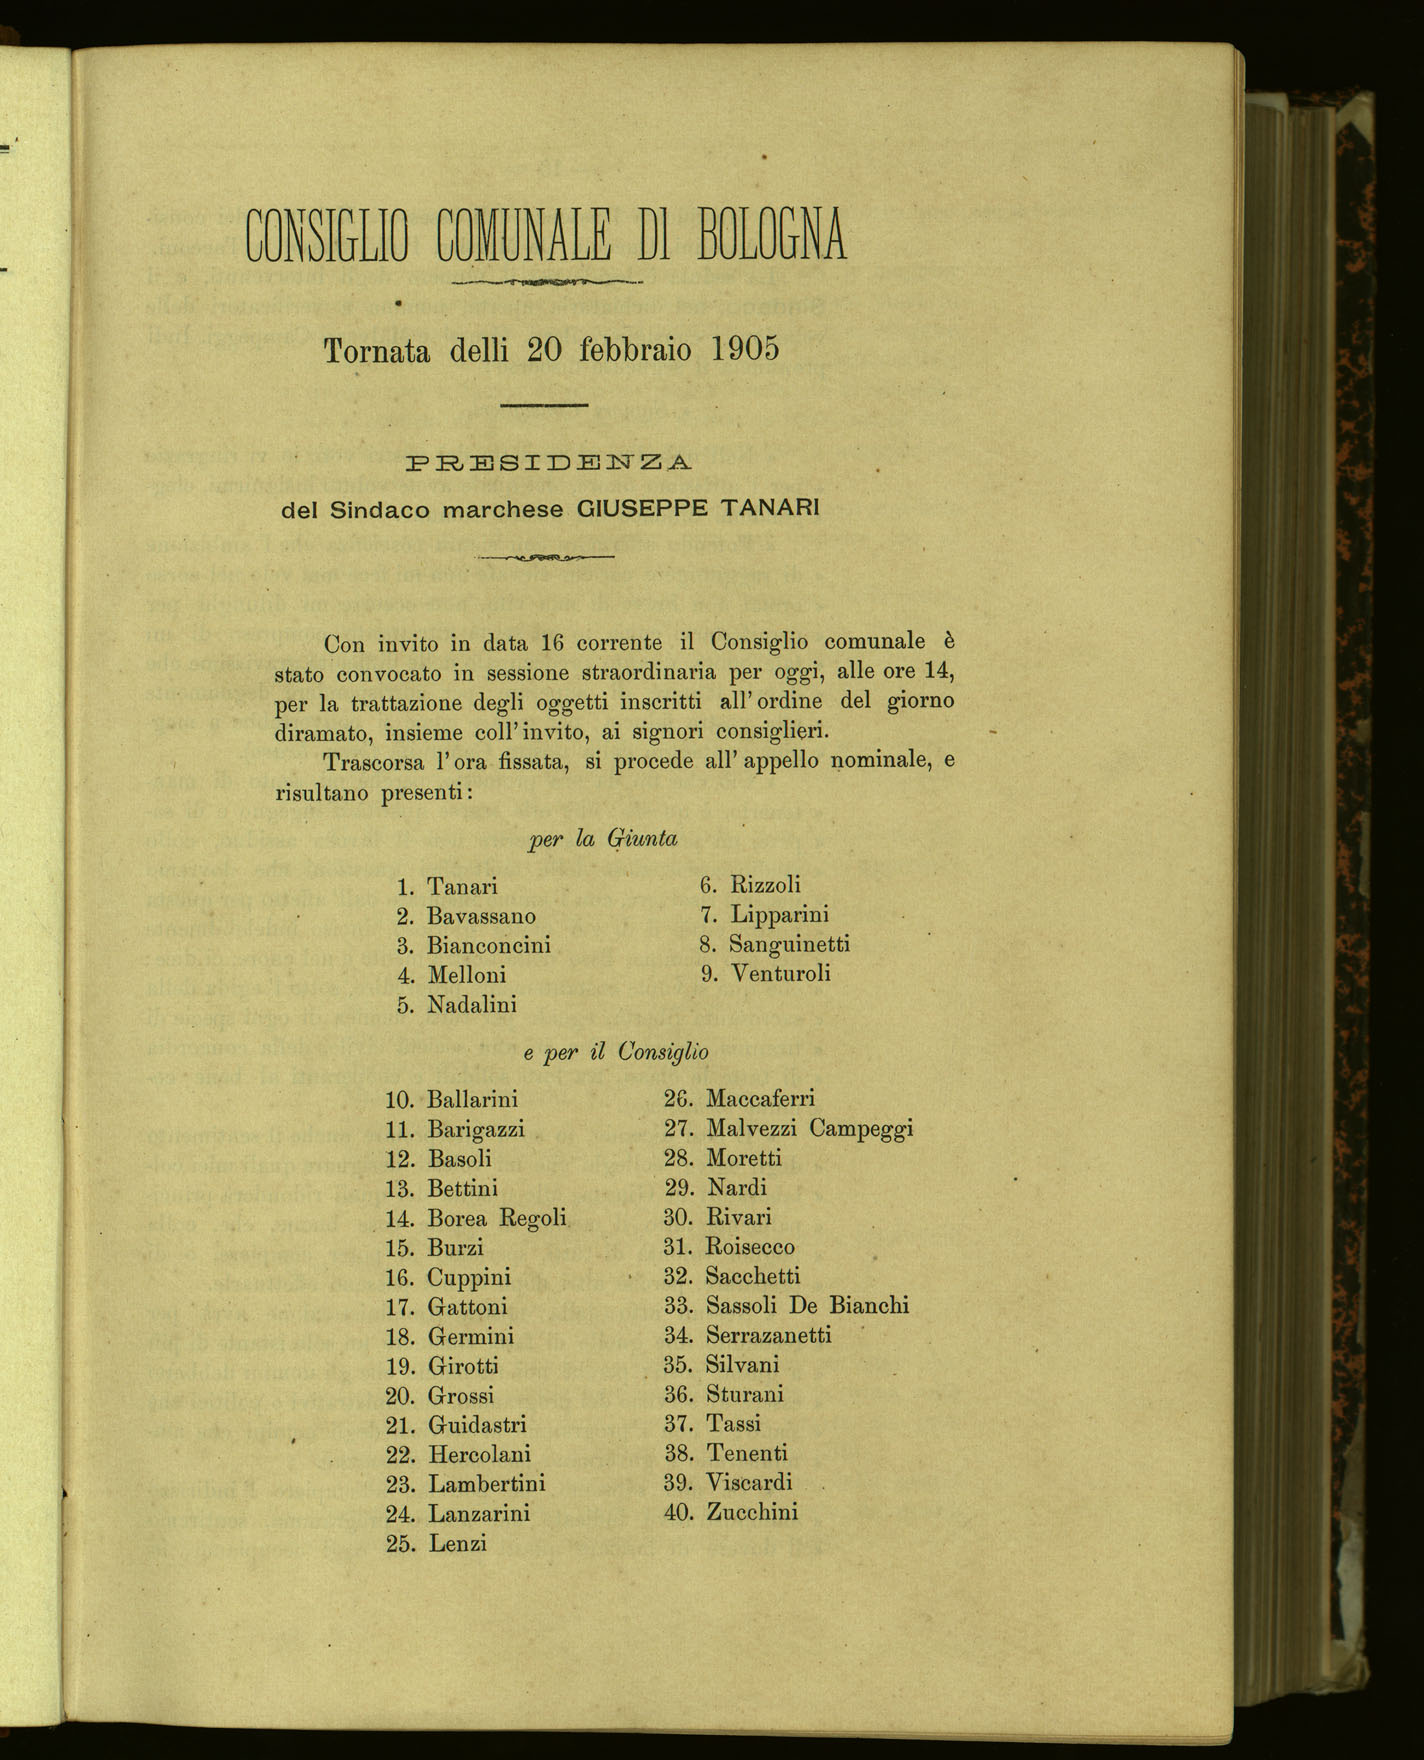 CONSIGLIO COMUNALE DI BOLOGNA
Tornata delli 20 febbraio 1905
PRESIDENZA
del Sindaco marchese GIUSEPPE TANARI
Con invito in data 16 corrente il Consiglio comunale è
stato convocato in sessione straordinaria per oggi, alle ore 14,
per la trattazione degli oggetti inscritti all' ordine del giorno
diramato, insieme coll' invito, ai signori consiglieri.
Trascorsa l' ora fissata, si procede all' appello nominale, e
risultano presenti:
per la Giunta
1. Tanari
2. Bavassano
3. Bianconcini
4. Melloni
5. Nadalini
6. Rizzoli
7. Lipparini
8. Sanguinetti
9. Venturoli
e per il Consiglio
10. Ballarini
11. Barigazzi
12. Basoli
13. Bettini
14. Borea Regoli
15. Burzi
16. Cuppini
17. Gattoni
18. Germini
19. Girotti
20. Grossi
21. Guidastri
22. Hercolani
23. Lambertini
24. Lanzarini
25. Lenzi
26. Maccaferri
27. Malvezzi Campeggi
28. Moretti
29. Nardi
30. Rivari
31. Roisecco
32. Sacchetti
33. Sassoli De Bianchi
34. Serrazanetti
35. Silvani
36. Sturani
37. Tassi
38. Tenenti
39. Viscardi
40. Zucchini